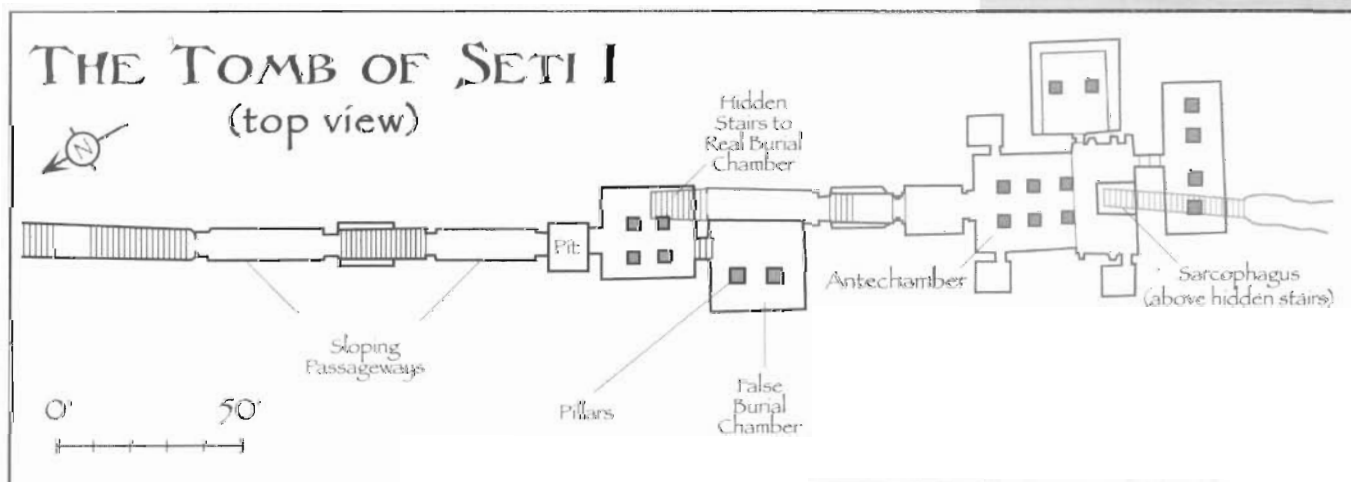 THE TOMB OF SETI I
(top view)
N
Hidden
Stairs to
Real Burial
Chamber
Pit
Antechamber
Sarcophagus
(above hidden stairs)
Sloping
Passageways
Pillars
False
Burial
Chamber
0' 50'